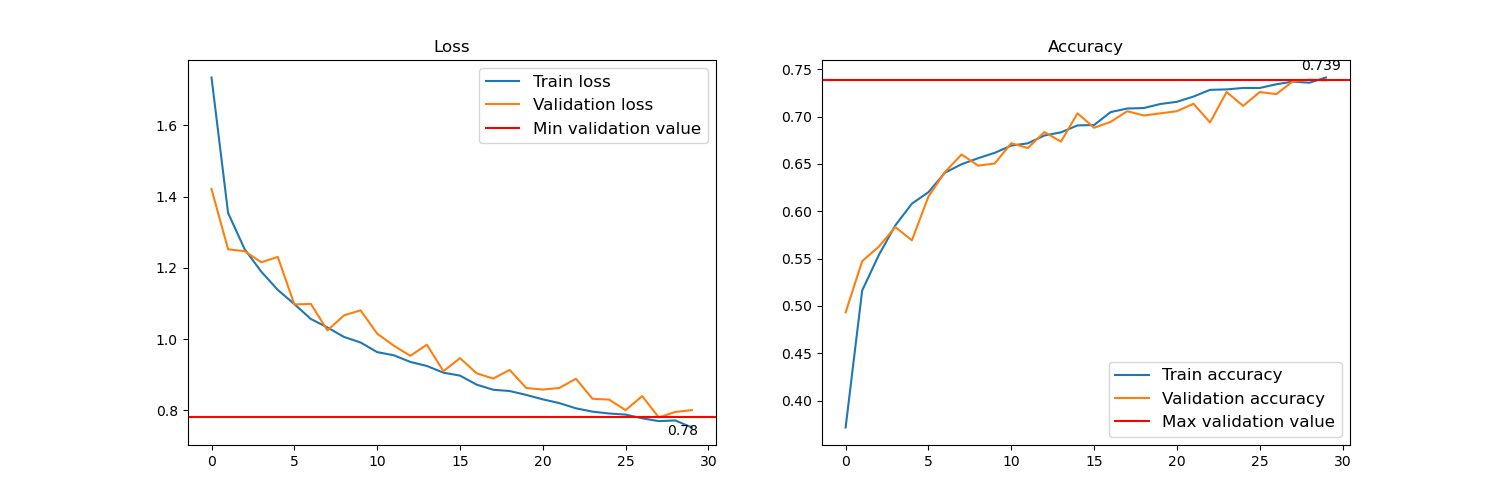 Loss
Train loss
Validation loss
Min validation value
1.6
1.4
1.2
1.0
0.8
0.78
0 5 10 15 20 25 30
Accuracy
0.739
0.75
0.70
0.65
0.60
0.55
0.50
0.45
0.40
Train accuracy
Validation accuracy
Max validation value
0 5 10 15 20 25 30